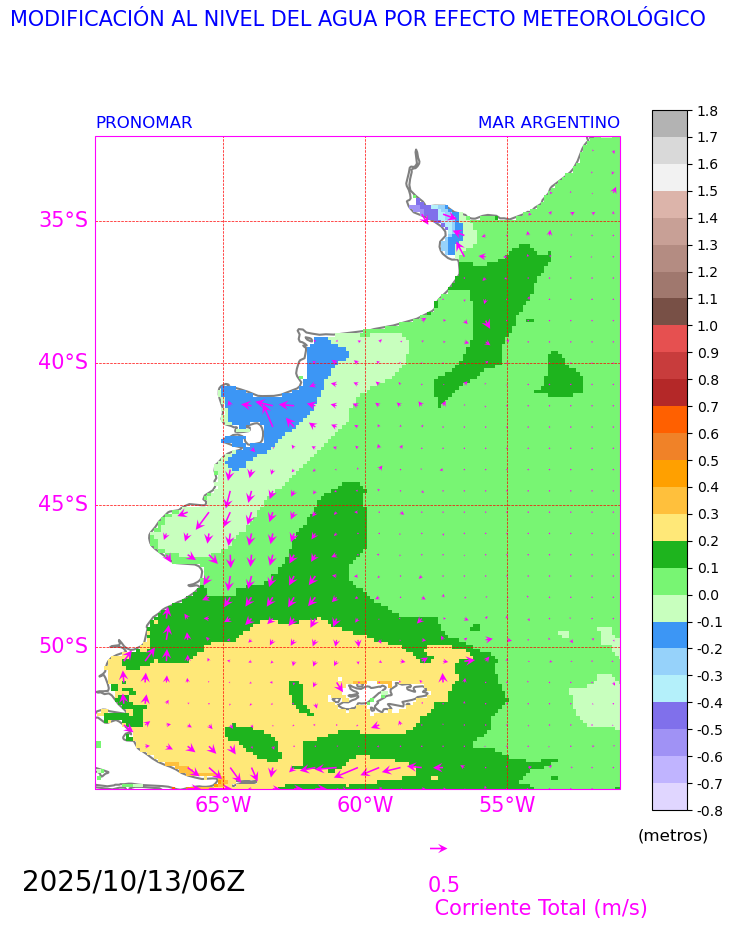 MODIFICACIÓN AL NIVEL DEL AGUA POR EFECTO METEOROLÓGICO
PRONOMAR MAR ARGENTINO
35°S
40°S
45°S
50°S
65°W 60°W 55°W
1.8
1.7
1.6
1.5
1.4
1.3
1.2
1.1
1.0
0.9
0.8
0.7
0.6
0.5
0.4
0.3
0.2
0.1
0.0
-0.1
-0.2
-0.3
-0.4
-0.5
-0.6
-0.7
-0.8
(metros)
2025/10/13/06Z
0.5
Corriente Total (m/s)